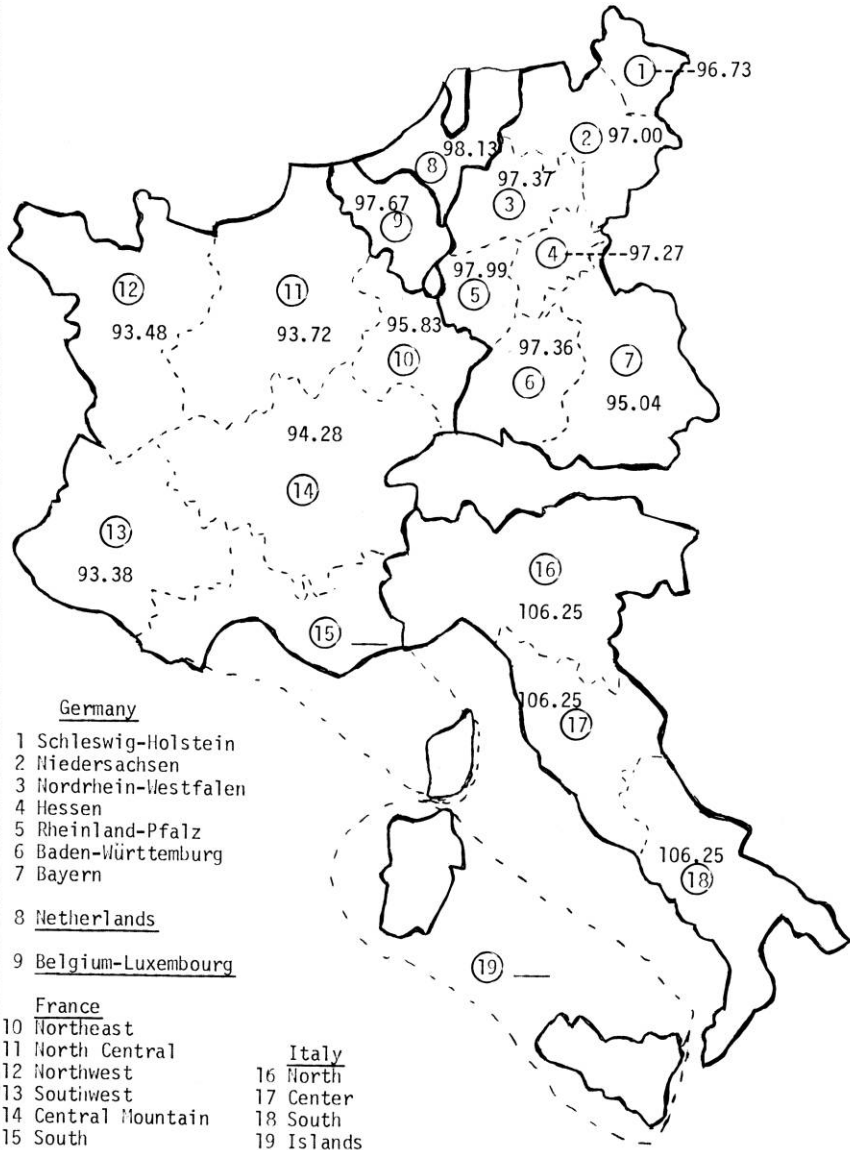 1 ----96.73
2 97.00
98.13
8
97.37
3
97.67
9
4 ------97.27
97.99
5
12
93.48
11
93.72
95.83
10
97.36
6
7
95.04
94.28
14
13
93.38
16
106.25
15 ___
106.25
17
106.25
18
19 ___
Germany
1 Schleswig-Holstein
2 Niedersachsen
3 Nordrhein-Westfalen
4 Hessen
5 Rheinland-Pfalz
6 Baden-Württemburg
7 Bayern
8 Netherlands
9 Belgium-Luxembourg
France
10 Northeast
11 North Central
12 Northwest
13 Southwest
14 Central Mountain
15 South
Italy
16 North
17 Center
18 South
19 Islands